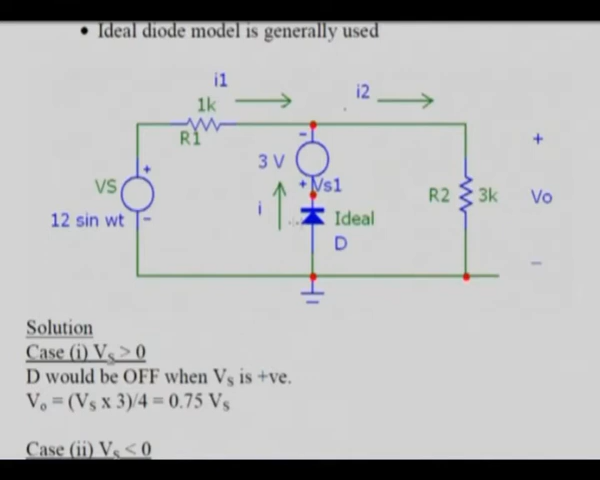 • Ideal diode model is generally used
i1
i2
1k
R1
+
-
3 V
+
Vs1
VS
12 sin wt
+
-
i
Ideal
D
R2
3k
+
Vo
-
Solution
Case (i) VS > 0
D would be OFF when VS is +ve.
Vo = (VS x 3)/4 = 0.75 VS
Case (ii) VS < 0